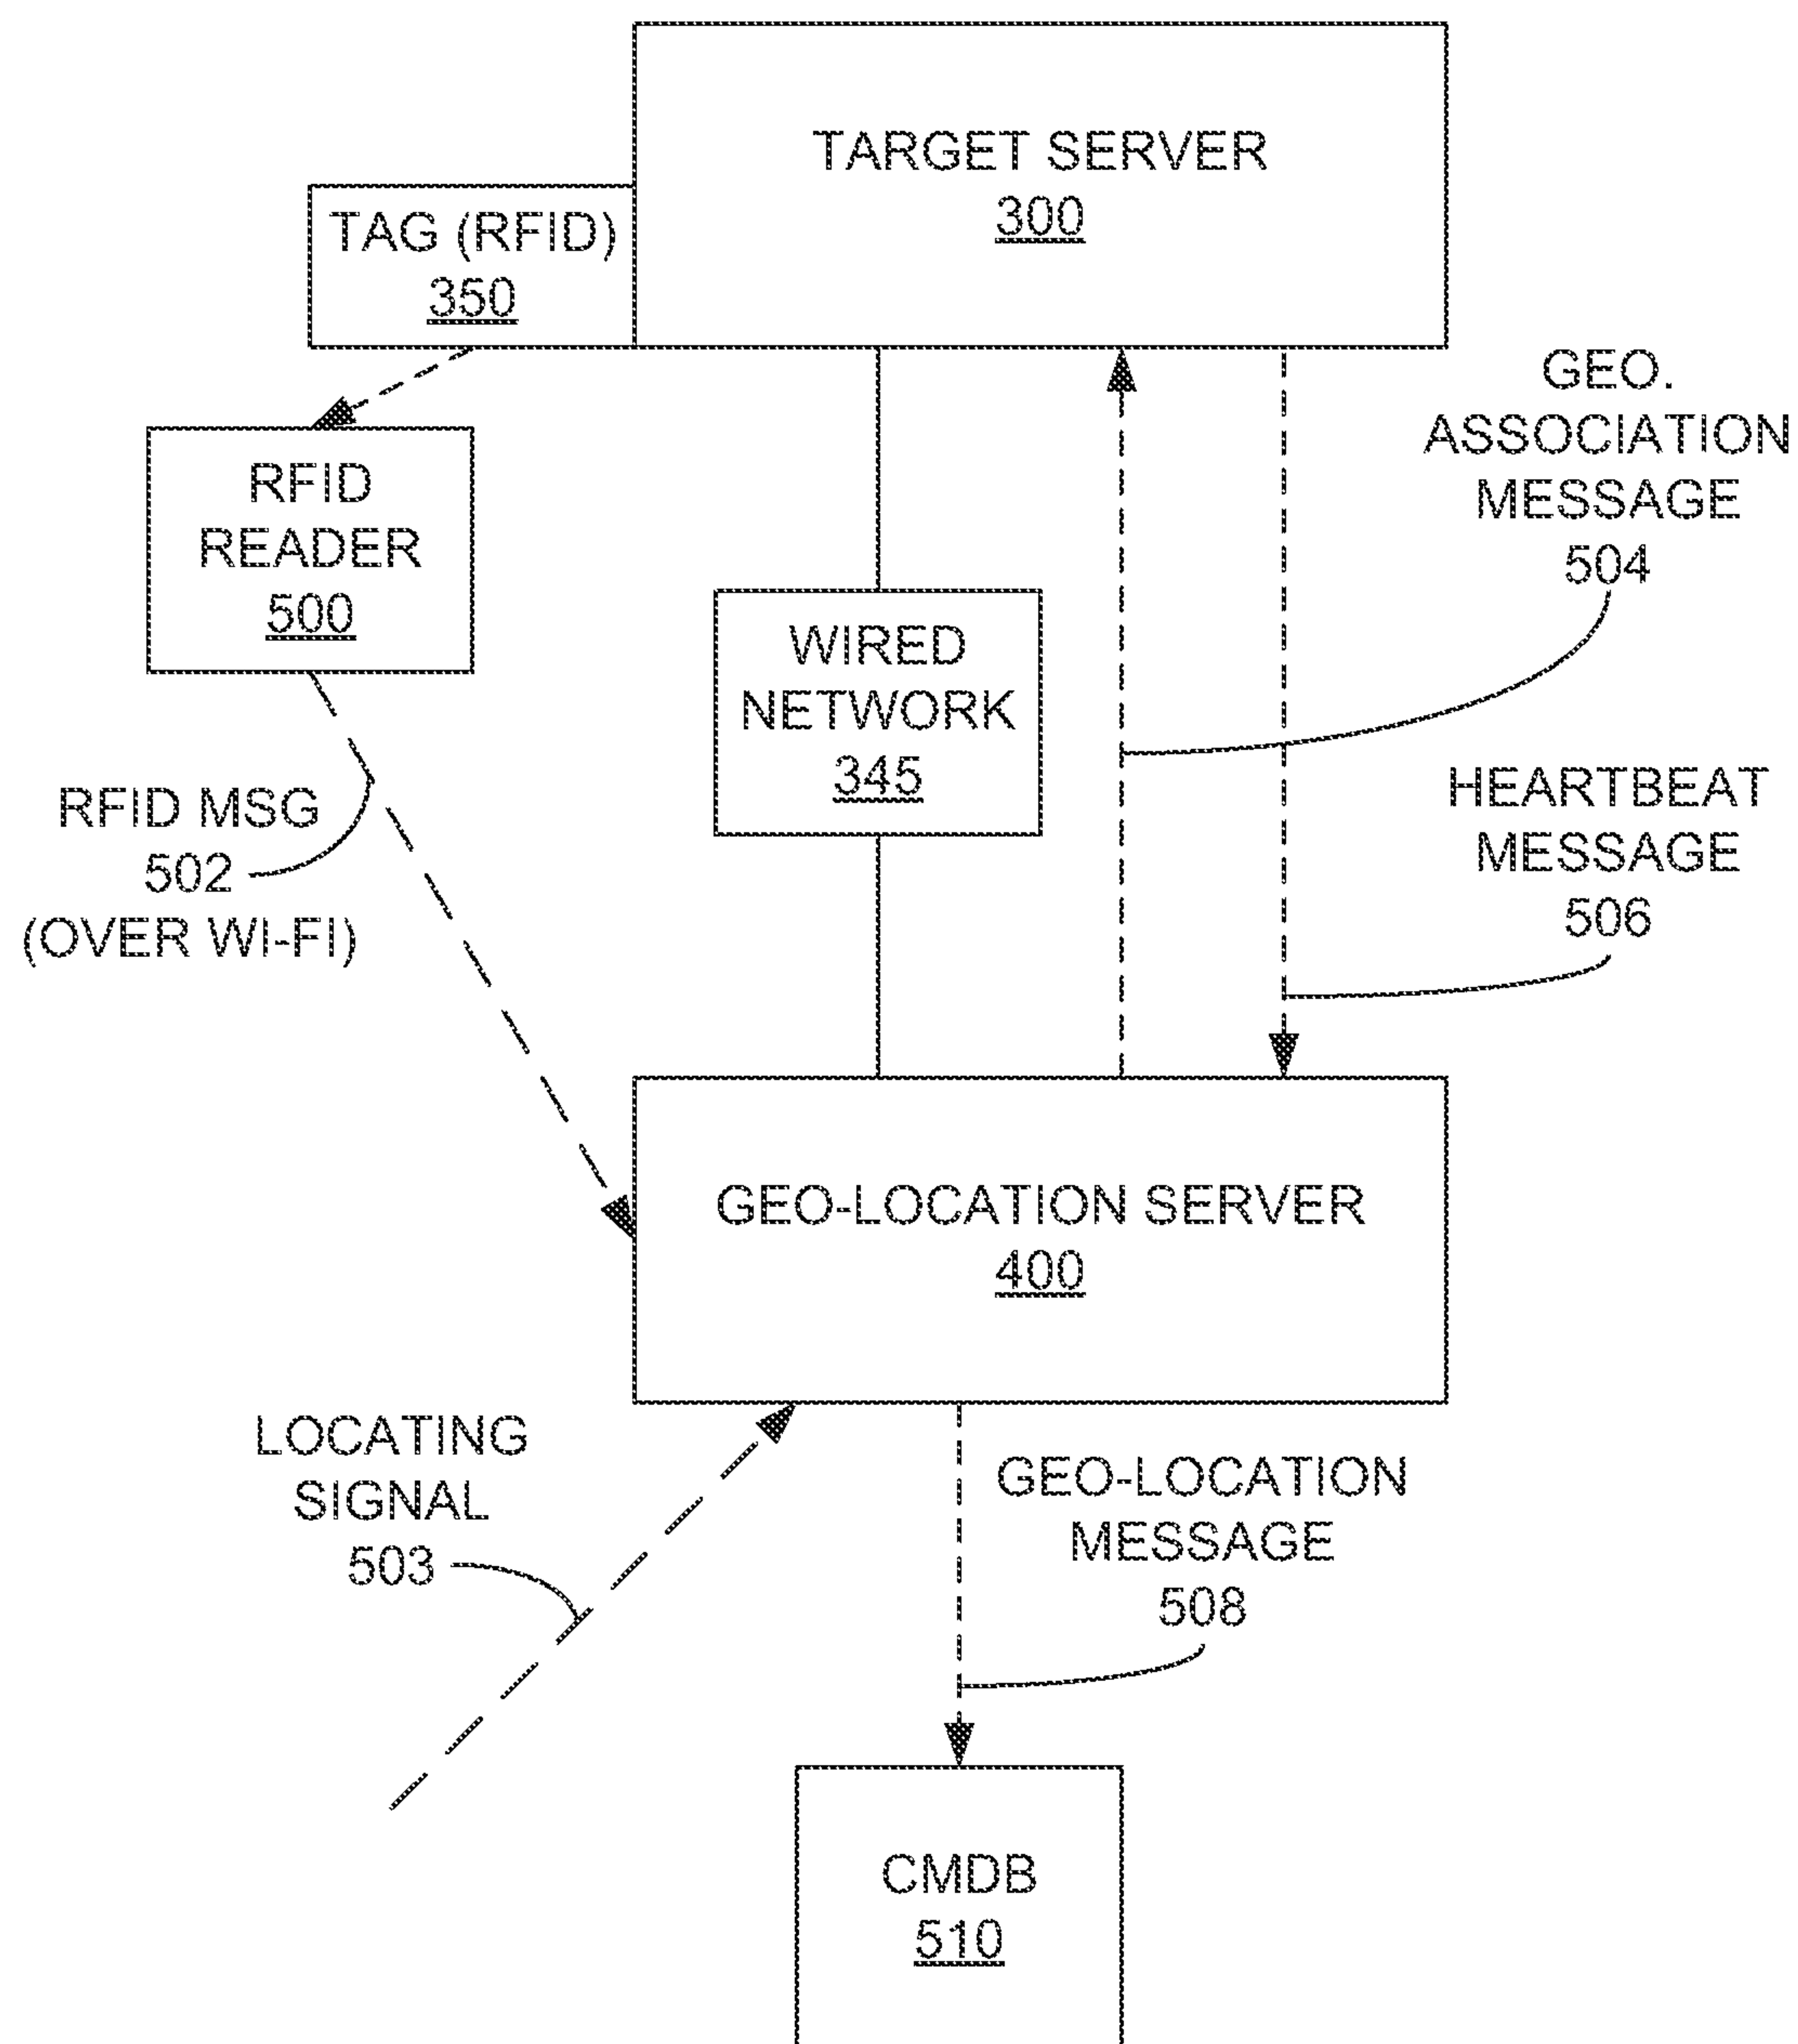 TARGET SERVER
300
TAG (RFID)
350
GEO.
ASSOCIATION
MESSAGE
504
RFID
READER
500
WIRED
NETWORK
345
RFID MSG
502
(OVER WI-FI)
HEARTBEAT
MESSAGE
506
GEO-LOCATION SERVER
400
LOCATING
SIGNAL
503
GEO-LOCATION
MESSAGE
508
CMDB
510